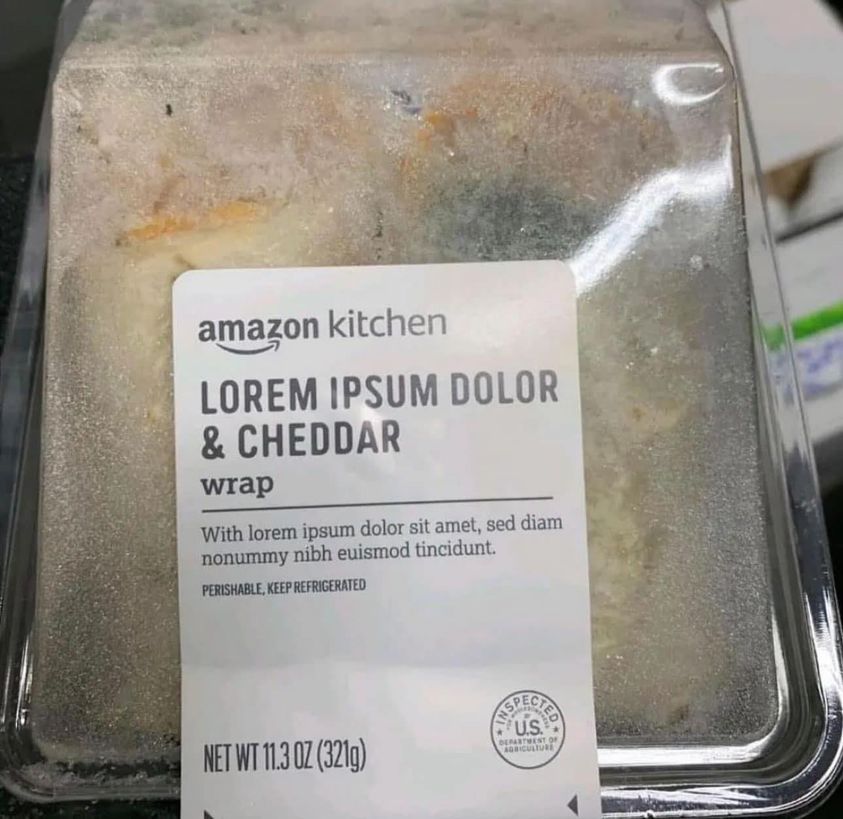 amazon kitchen
LOREM IPSUM DOLOR
& CHEDDAR
wrap
With lorem ipsum dolor sit amet, sed diam
nonummy nibh euismod tincidunt.
PERISHABLE, KEEP REFRIGERATED
NET WT 11.3 OZ (321g)
INSPECTED
U.S.
DEPARTMENT OF
AGRICULTURE